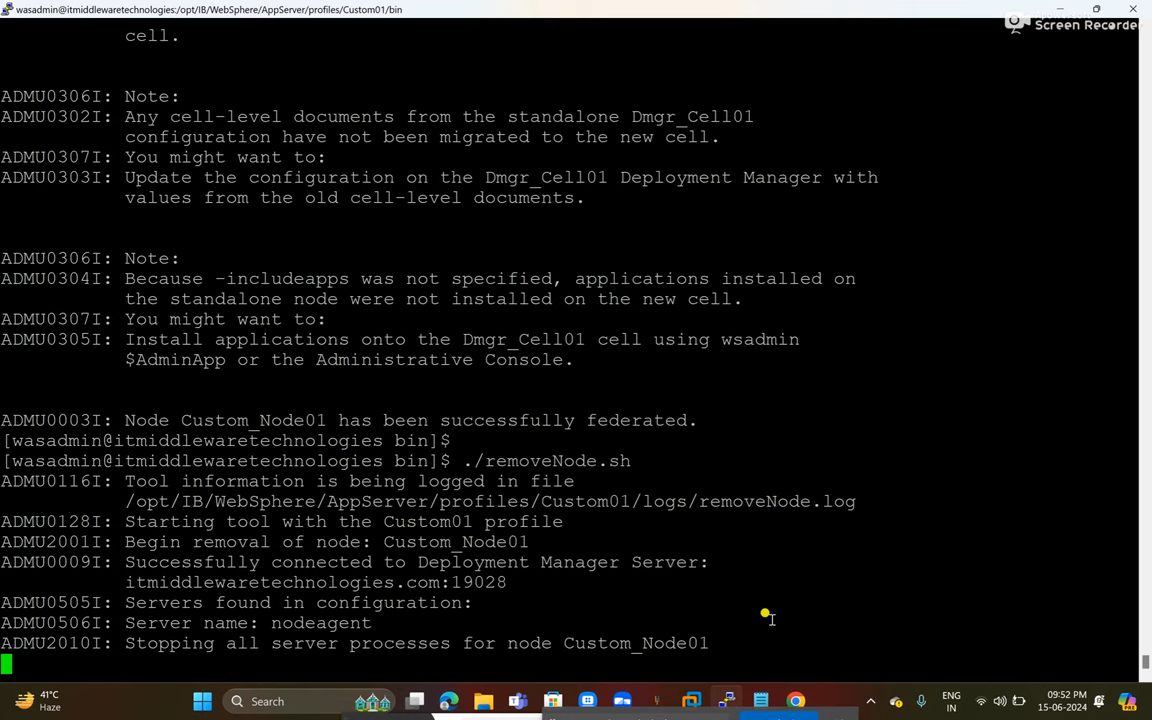 wasadmin@itmiddlewaretechnologies:/opt/IB/WebSphere/AppServer/profiles/Custom01/bin
Screen Recorder
cell.
ADMU0306I: Note:
ADMU0302I: Any cell-level documents from the standalone Dmgr_Cell01
configuration have not been migrated to the new cell.
ADMU0307I: You might want to:
ADMU0303I: Update the configuration on the Dmgr_Cell01 Deployment Manager with
values from the old cell-level documents.
ADMU0306I: Note:
ADMU0304I: Because -includeapps was not specified, applications installed on
the standalone node were not installed on the new cell.
ADMU0307I: You might want to:
ADMU0305I: Install applications onto the Dmgr_Cell01 cell using wsadmin
$AdminApp or the Administrative Console.
ADMU0003I: Node Custom_Node01 has been successfully federated.
[wasadmin@itmiddlewaretechnologies bin]$
[wasadmin@itmiddlewaretechnologies bin]$ ./removeNode.sh
ADMU0116I: Tool information is being logged in file
/opt/IB/WebSphere/AppServer/profiles/Custom01/logs/removeNode.log
ADMU0128I: Starting tool with the Custom01 profile
ADMU2001I: Begin removal of node: Custom_Node01
ADMU0009I: Successfully connected to Deployment Manager Server:
itmiddlewaretechnologies.com:19028
ADMU0505I: Servers found in configuration:
ADMU0506I: Server name: nodeagent
ADMU2010I: Stopping all server processes for node Custom_Node01
41°C
Haze
Search
ENG
IN
09:52
15-06-2024